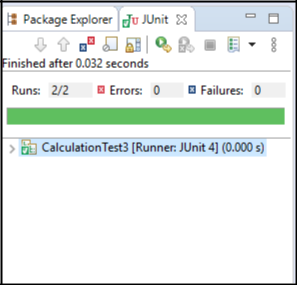 Package Explorer JUnit
Finished after 0.032 seconds
Runs: 2/2 Errors: 0 Failures: 0
CalculationTest3 [Runner: JUnit 4] (0.000 s)